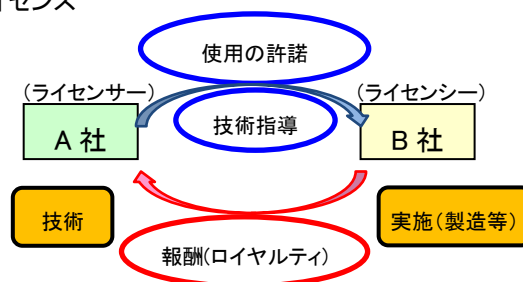 イセンス
使用の許諾
(ライセンサー)
(ライセンシー)
技術指導
A 社
B 社
技術
実施(製造等)
報酬(ロイヤルティ)